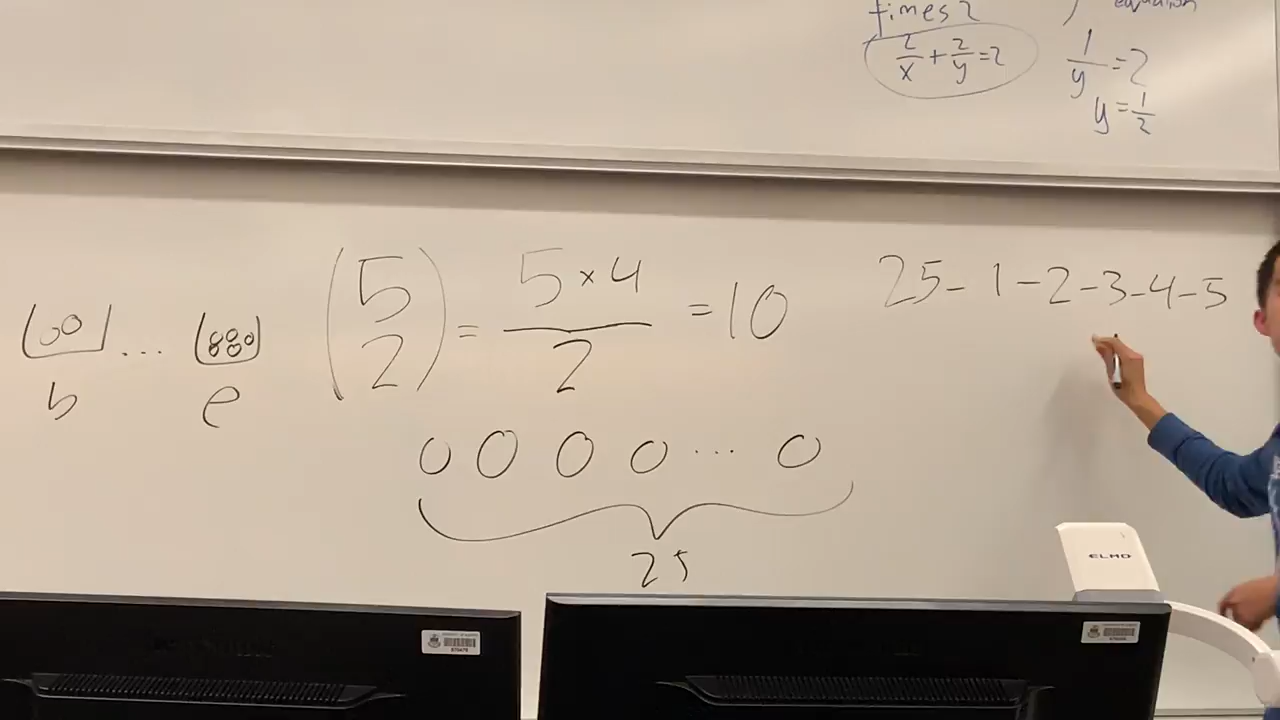 times 2
2/x + 2/y = 2
equation
1/y = 2
y = 1/2
b ... e
(5 2) = 5×4/2 = 10
25-1-2-3-4-5
0 0 0 0 ... 0
25
ELMO